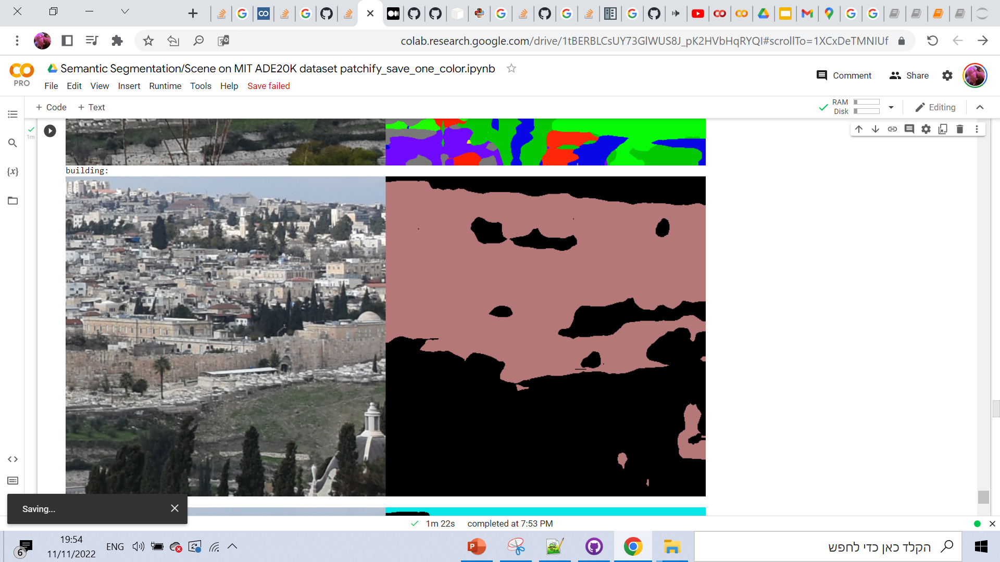 colab.research.google.com/drive/1tBERBLCsUY73GlWUS8J_pK2HVbHqRYQI#scrollTo=1XCxDeTMNIUf
CO
PRO
Semantic Segmentation/Scene on MIT ADE20K dataset patchify_save_one_color.ipynb
File Edit View Insert Runtime Tools Help Save failed
Comment Share
+ Code + Text
RAM
Disk
Editing
1m
{x}
building:
Saving...
1m 22s completed at 7:53 PM
19:54
11/11/2022
6
ENG
P
הקלד כאן כדי לחפש